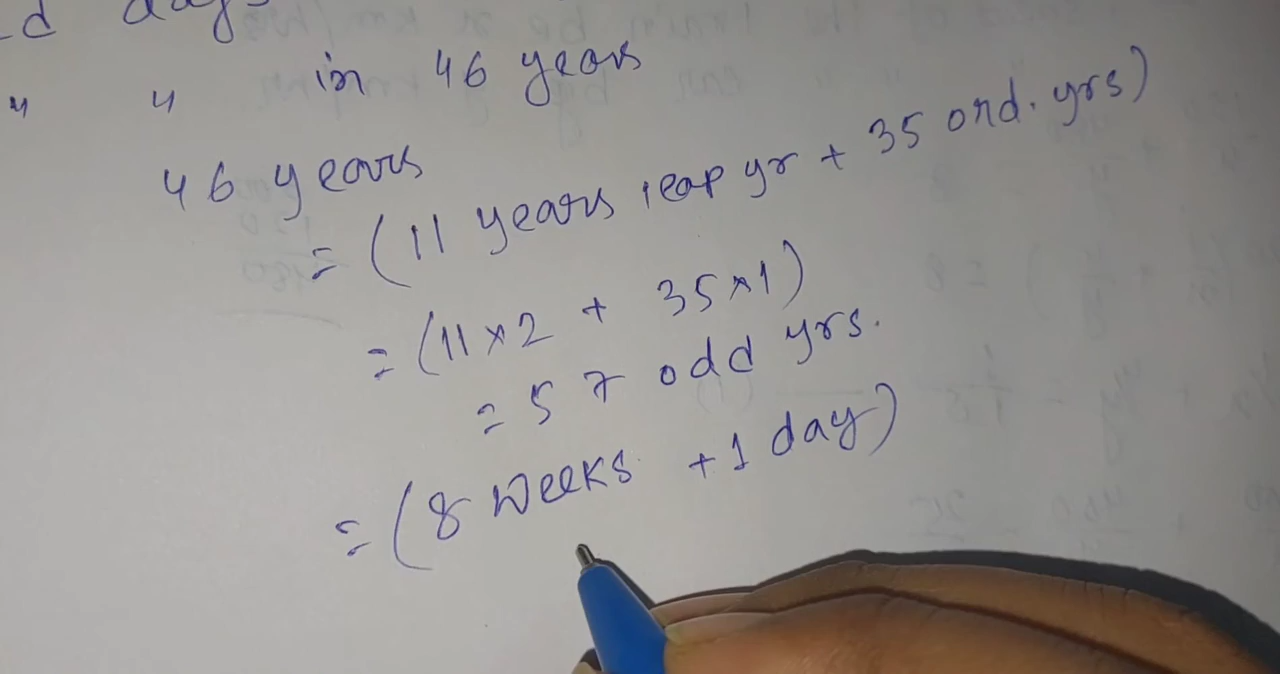 days
" " in 46 years
46 years
= (11 years leap yr + 35 ord. yrs)
= (11×2 + 35×1)
= 57 odd yrs.
= (8 weeks +1 day)